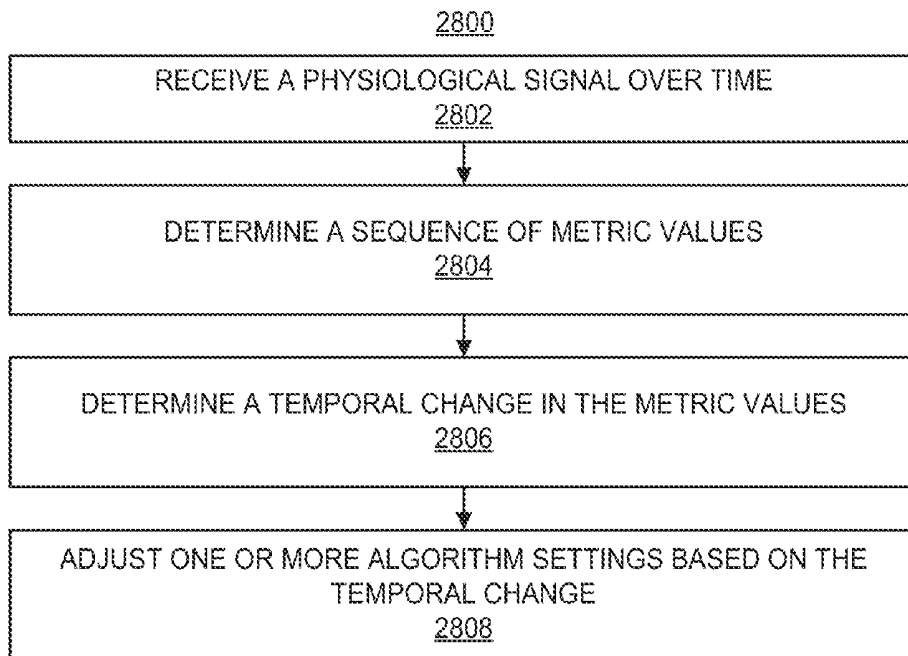 2800
RECEIVE A PHYSIOLOGICAL SIGNAL OVER TIME
2802
DETERMINE A SEQUENCE OF METRIC VALUES
2804
DETERMINE A TEMPORAL CHANGE IN THE METRIC VALUES
2806
ADJUST ONE OR MORE ALGORITHM SETTINGS BASED ON THE
TEMPORAL CHANGE
2808